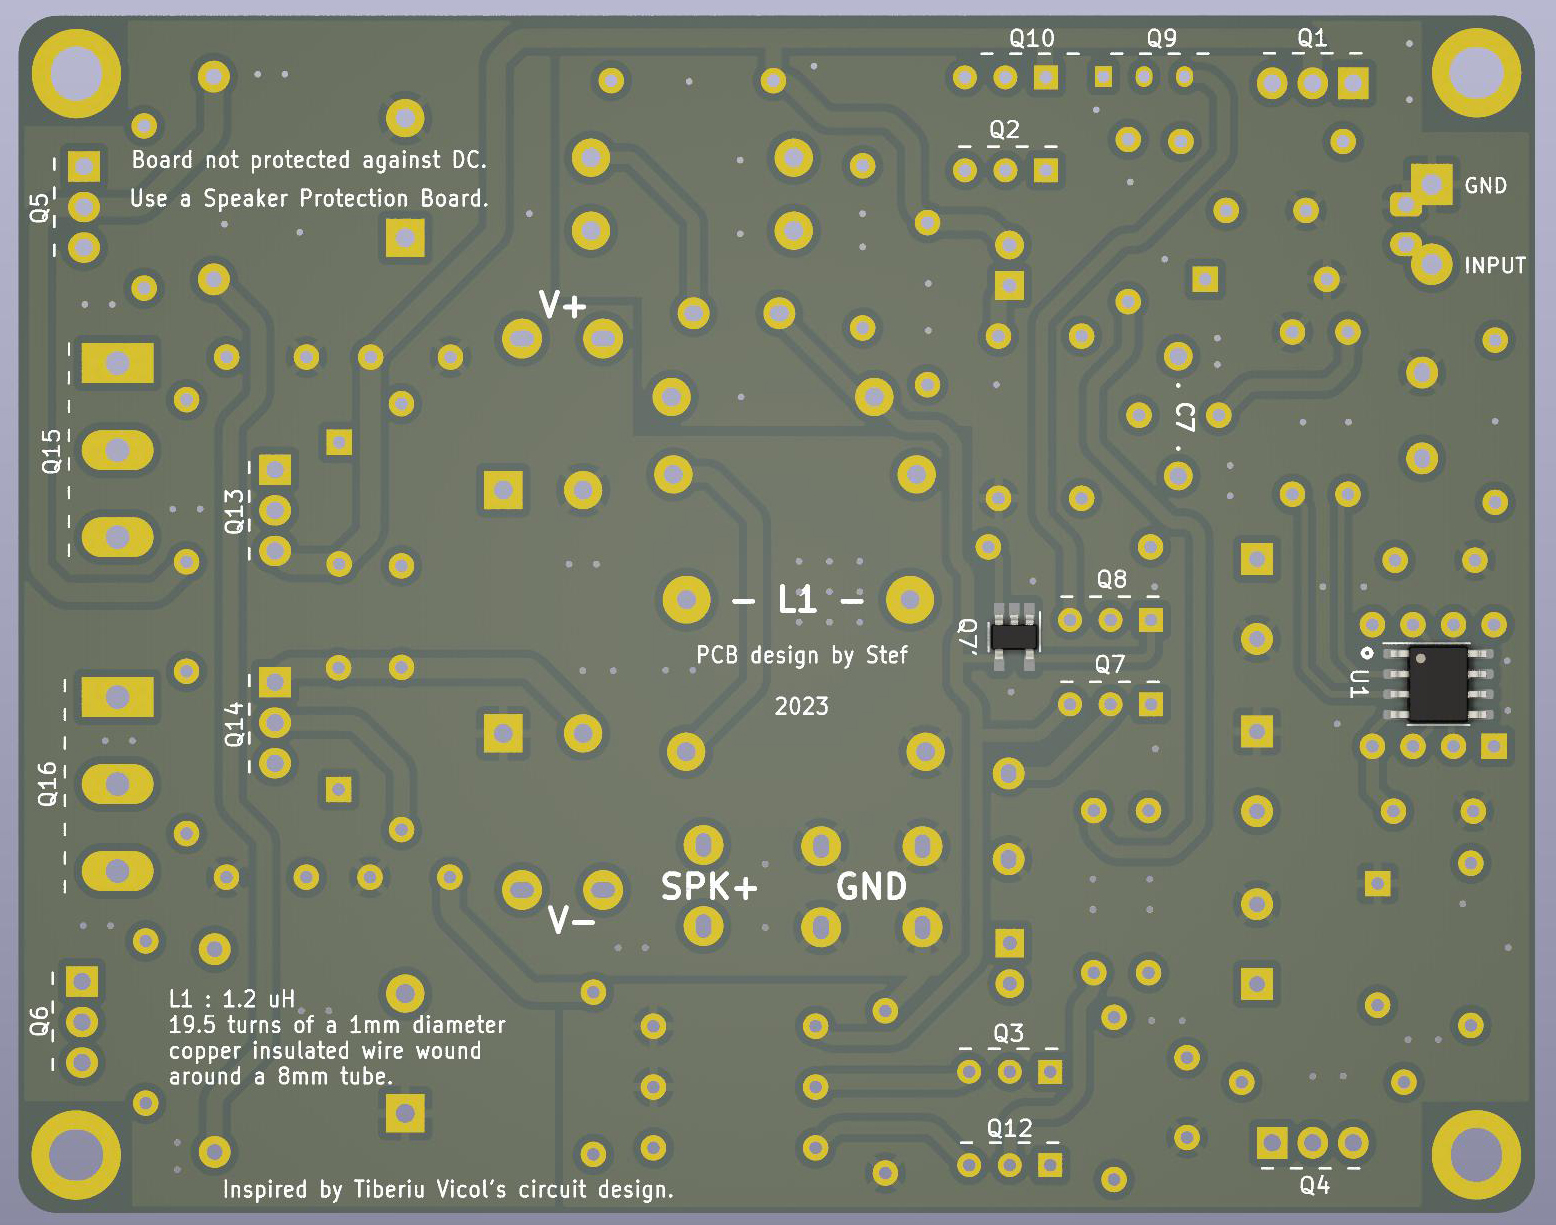 Q10
Q9
Q1
Q2
Board not protected against DC.
Use a Speaker Protection Board.
Q5
GND
INPUT
V+
C7
Q15
Q13
Q8
- L1 -
Q7'
PCB design by Stef
Q7
U1
2023
Q14
Q16
SPK+
GND
V-
L1 : 1.2 uH
19.5 turns of a 1mm diameter
copper insulated wire wound
around a 8mm tube.
Q6
Q3
Q12
Q4
Inspired by Tiberiu Vicol's circuit design.